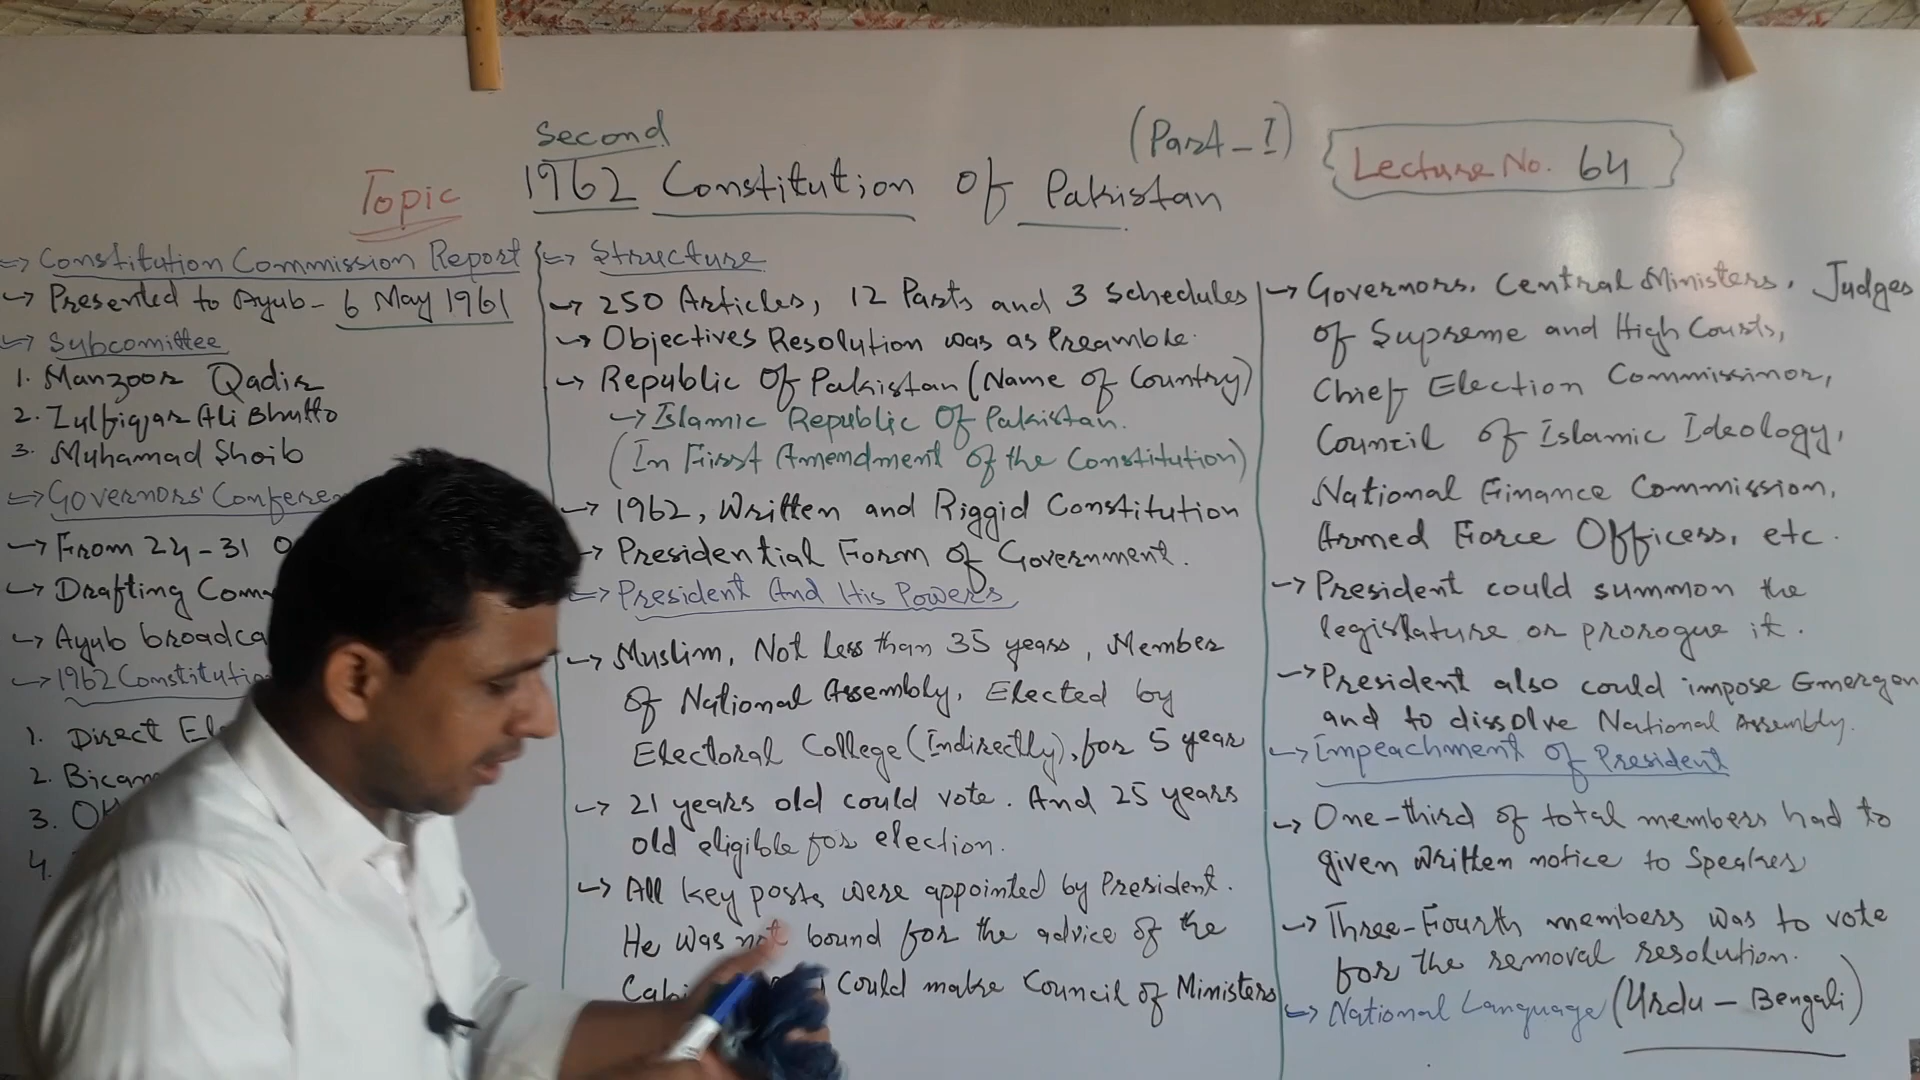 Second
(Part-I)
Topic 1962 Constitution Of Pakistan
Lecture No. 64
=> Constitution Commission Report
-> Presented to Ayub- 6 May 1961
-> Subcomittee
1. Manzoor Qadir
2. Zulfiqar Ali Bhutto
3. Muhamad Shoib
=> Governors' Confere
-> From 24-31 O
-> Drafting Com
-> Ayub broadca
-> 1962 Constitutio
1. Direct El
2. Bicam
3.
4.
=> Structure
-> 250 Articles, 12 Parts and 3 Schedules
-> Objectives Resolution was as Preamble.
-> Republic Of Pakistan (Name of Country)
-> Islamic Republic Of Pakistan.
(In First Amendment of the Constitution)
-> 1962, Written and Riggid Constitution
-> Presidential Form of Government.
=> President And His Powers
-> Muslim, Not Less than 35 years, Member
of National Assembly, Elected by
Electoral College (Indirectly), for 5 year
-> 21 years old could vote. And 25 years
old eligible for election.
-> All key posts were appointed by President.
He was not bound for the advice of the
Cabi could make Council of Ministers
-> Governors, Central Ministers, Judges
of Supreme and High Courts,
Chief Election Commissinor,
Council of Islamic Ideology,
National Finance Commission,
Armed Force Officers, etc.
-> President could summon the
legislature or prorogue it.
-> President also could impose Emergen
and to dissolve National Assembly.
-> Impeachment of President
-> One-third of total members had to
given written notice to Speaker
-> Three-Fourth members was to vote
for the removal resolution.
=> National Language (Urdu - Bengali)